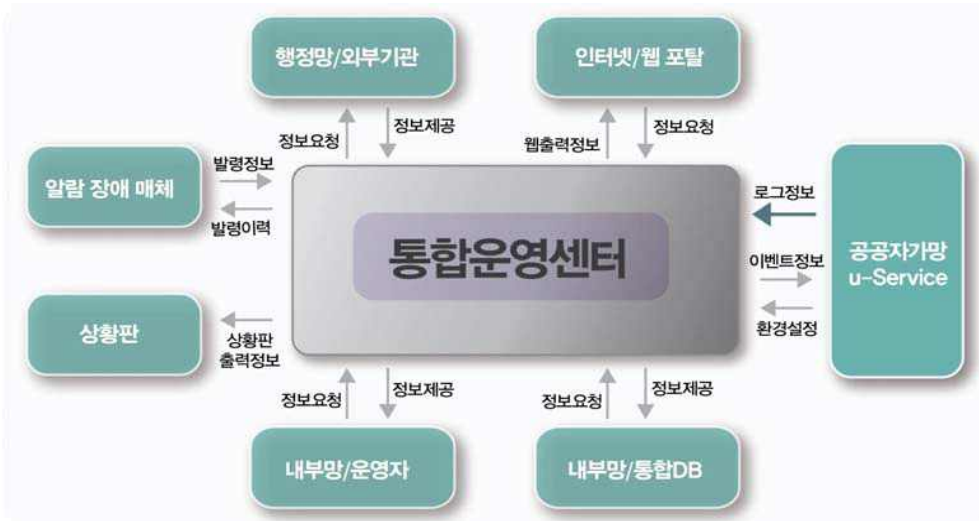 행정망/외부기관
인터넷/웹 포탈
정보요청
정보제공
웹출력정보
정보요청
알람 장애 매체
발령정보
발령이력
로그정보
통합운영센터
공공자가망
u-Service
이벤트정보
환경설정
상황판
상황판
출력정보
정보요청
정보제공
정보요청
정보제공
내부망/운영자
내부망/통합DB